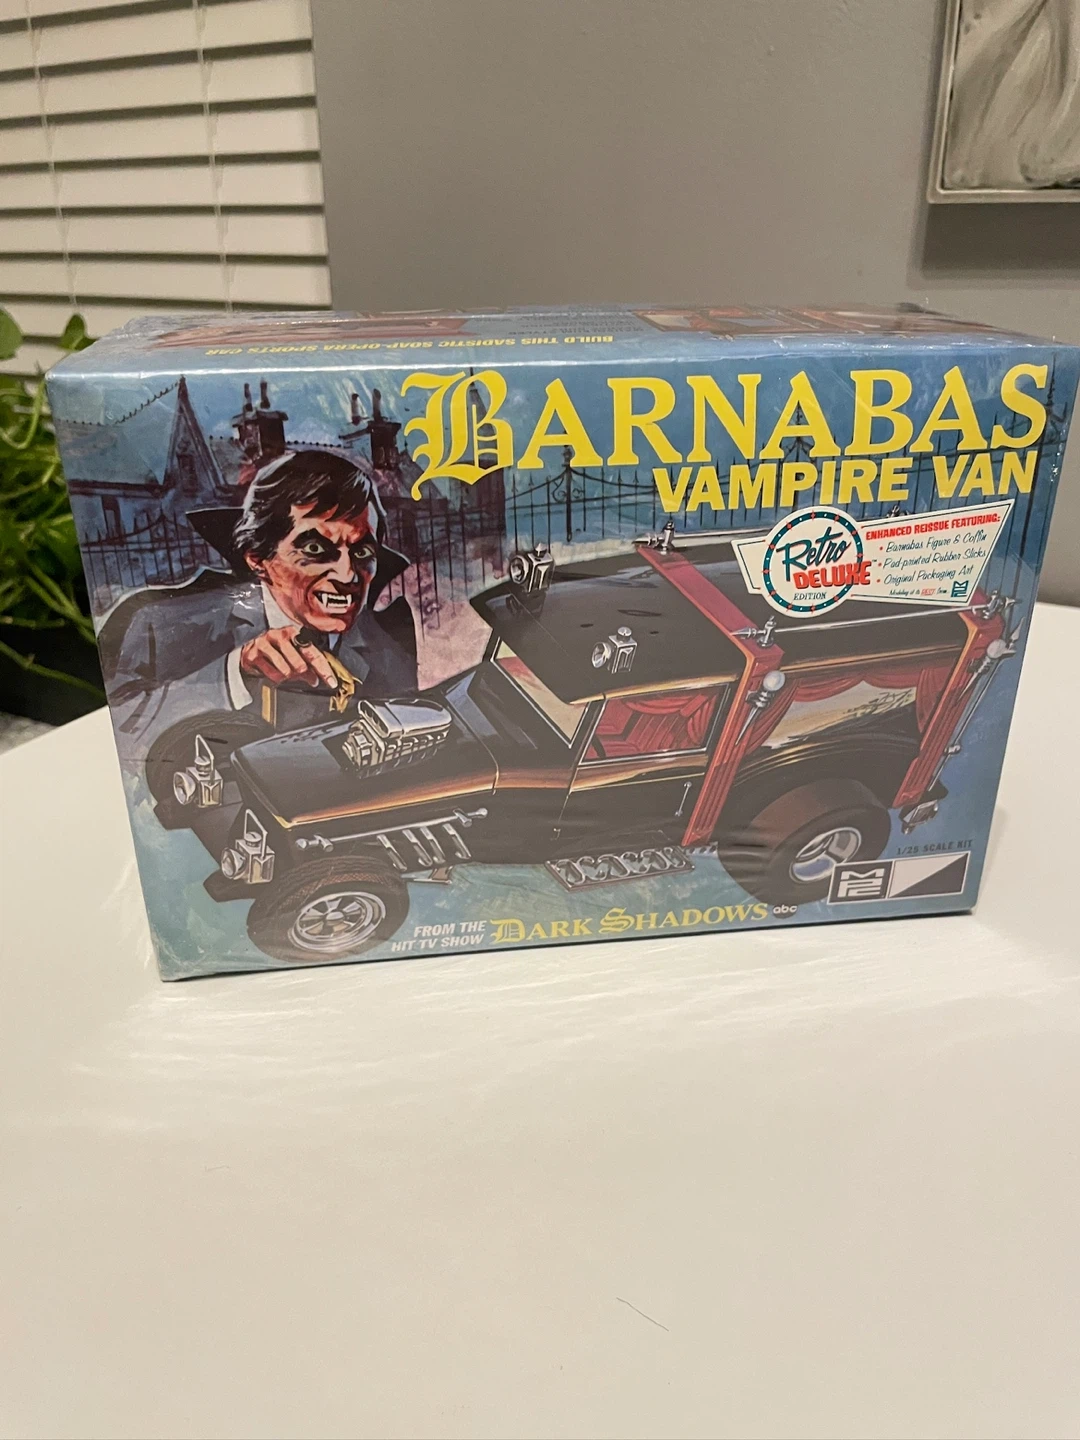 BUILD THIS SADISTIC SOAP-OPERA SPORTS CAR
BARNABAS
VAMPIRE VAN
Retro
DELUXE
EDITION
ENHANCED REISSUE FEATURING:
• Barnabas Figure & Coffin
• Pad-printed Rubber Slicks
• Original Packaging Art
MPC
1/25 SCALE KIT
MPC
FROM THE
HIT TV SHOW
DARK SHADOWS
abc